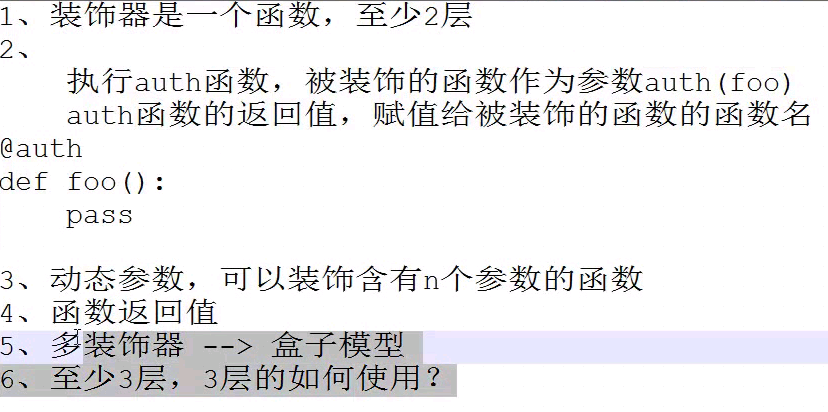 1、装饰器是一个函数，至少2层
2、
    执行auth函数，被装饰的函数作为参数auth(foo)
    auth函数的返回值，赋值给被装饰的函数的函数名
@auth
def foo():
    pass

3、动态参数，可以装饰含有n个参数的函数
4、函数返回值
5、多装饰器 --> 盒子模型
6、至少3层，3层的如何使用？